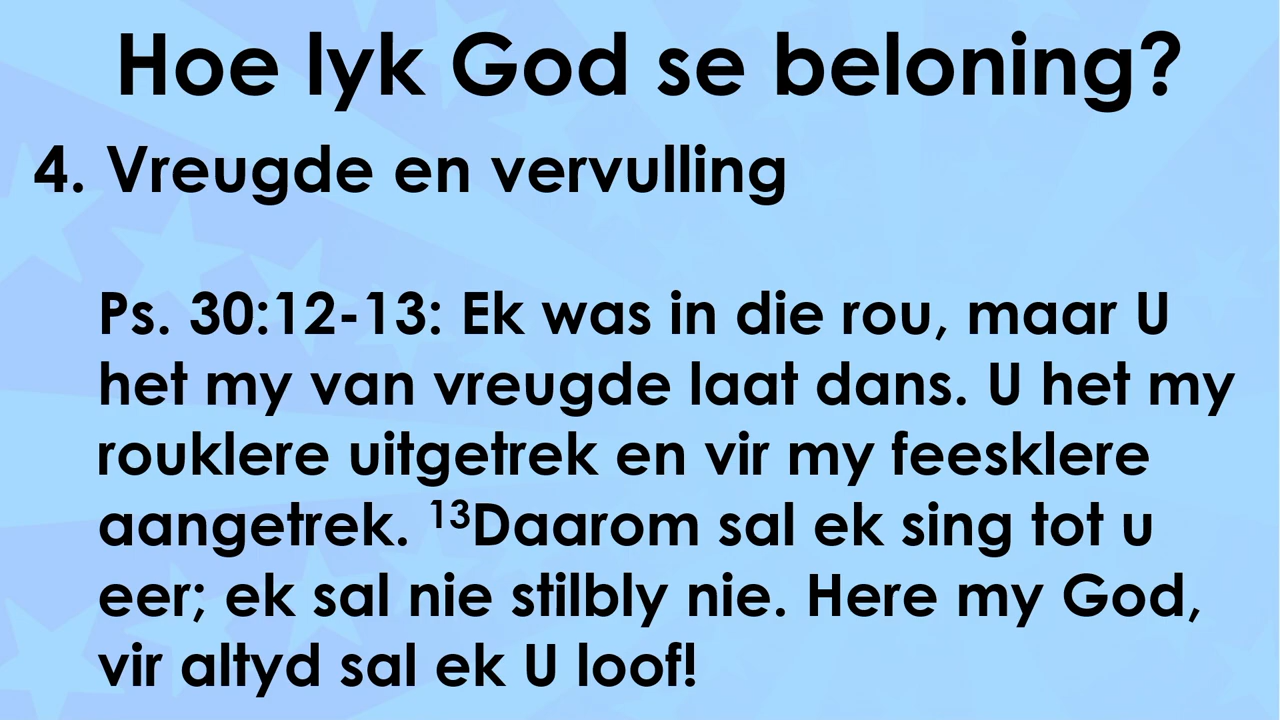 Hoe lyk God se beloning?
4. Vreugde en vervulling
Ps. 30:12-13: Ek was in die rou, maar U
het my van vreugde laat dans. U het my
rouklere uitgetrek en vir my feesklere
aangetrek. ¹³Daarom sal ek sing tot u
eer; ek sal nie stilbly nie. Here my God,
vir altyd sal ek U loof!